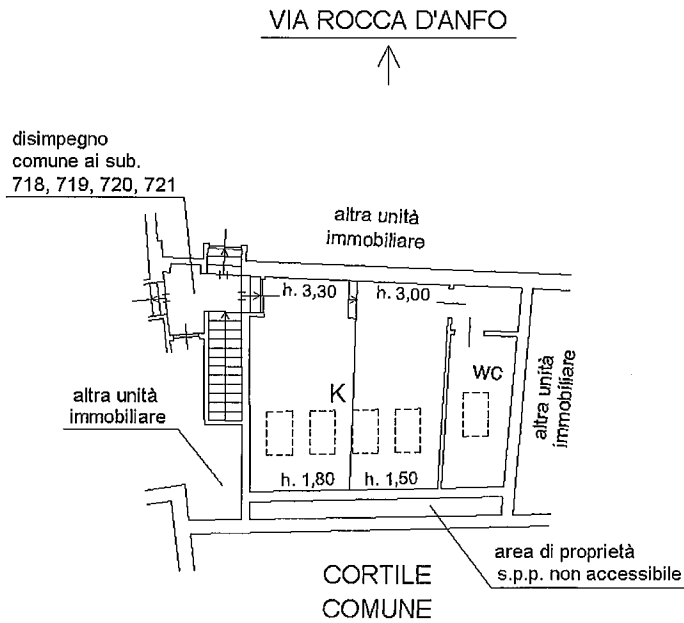 VIA ROCCA D'ANFO
disimpegno
comune ai sub.
718, 719, 720, 721
altra unità
immobiliare
h. 3,30
h. 3,00
altra unità
immobiliare
K
WC
altra unità
immobiliare
h. 1,80
h. 1,50
area di proprietà
s.p.p. non accessibile
CORTILE
COMUNE